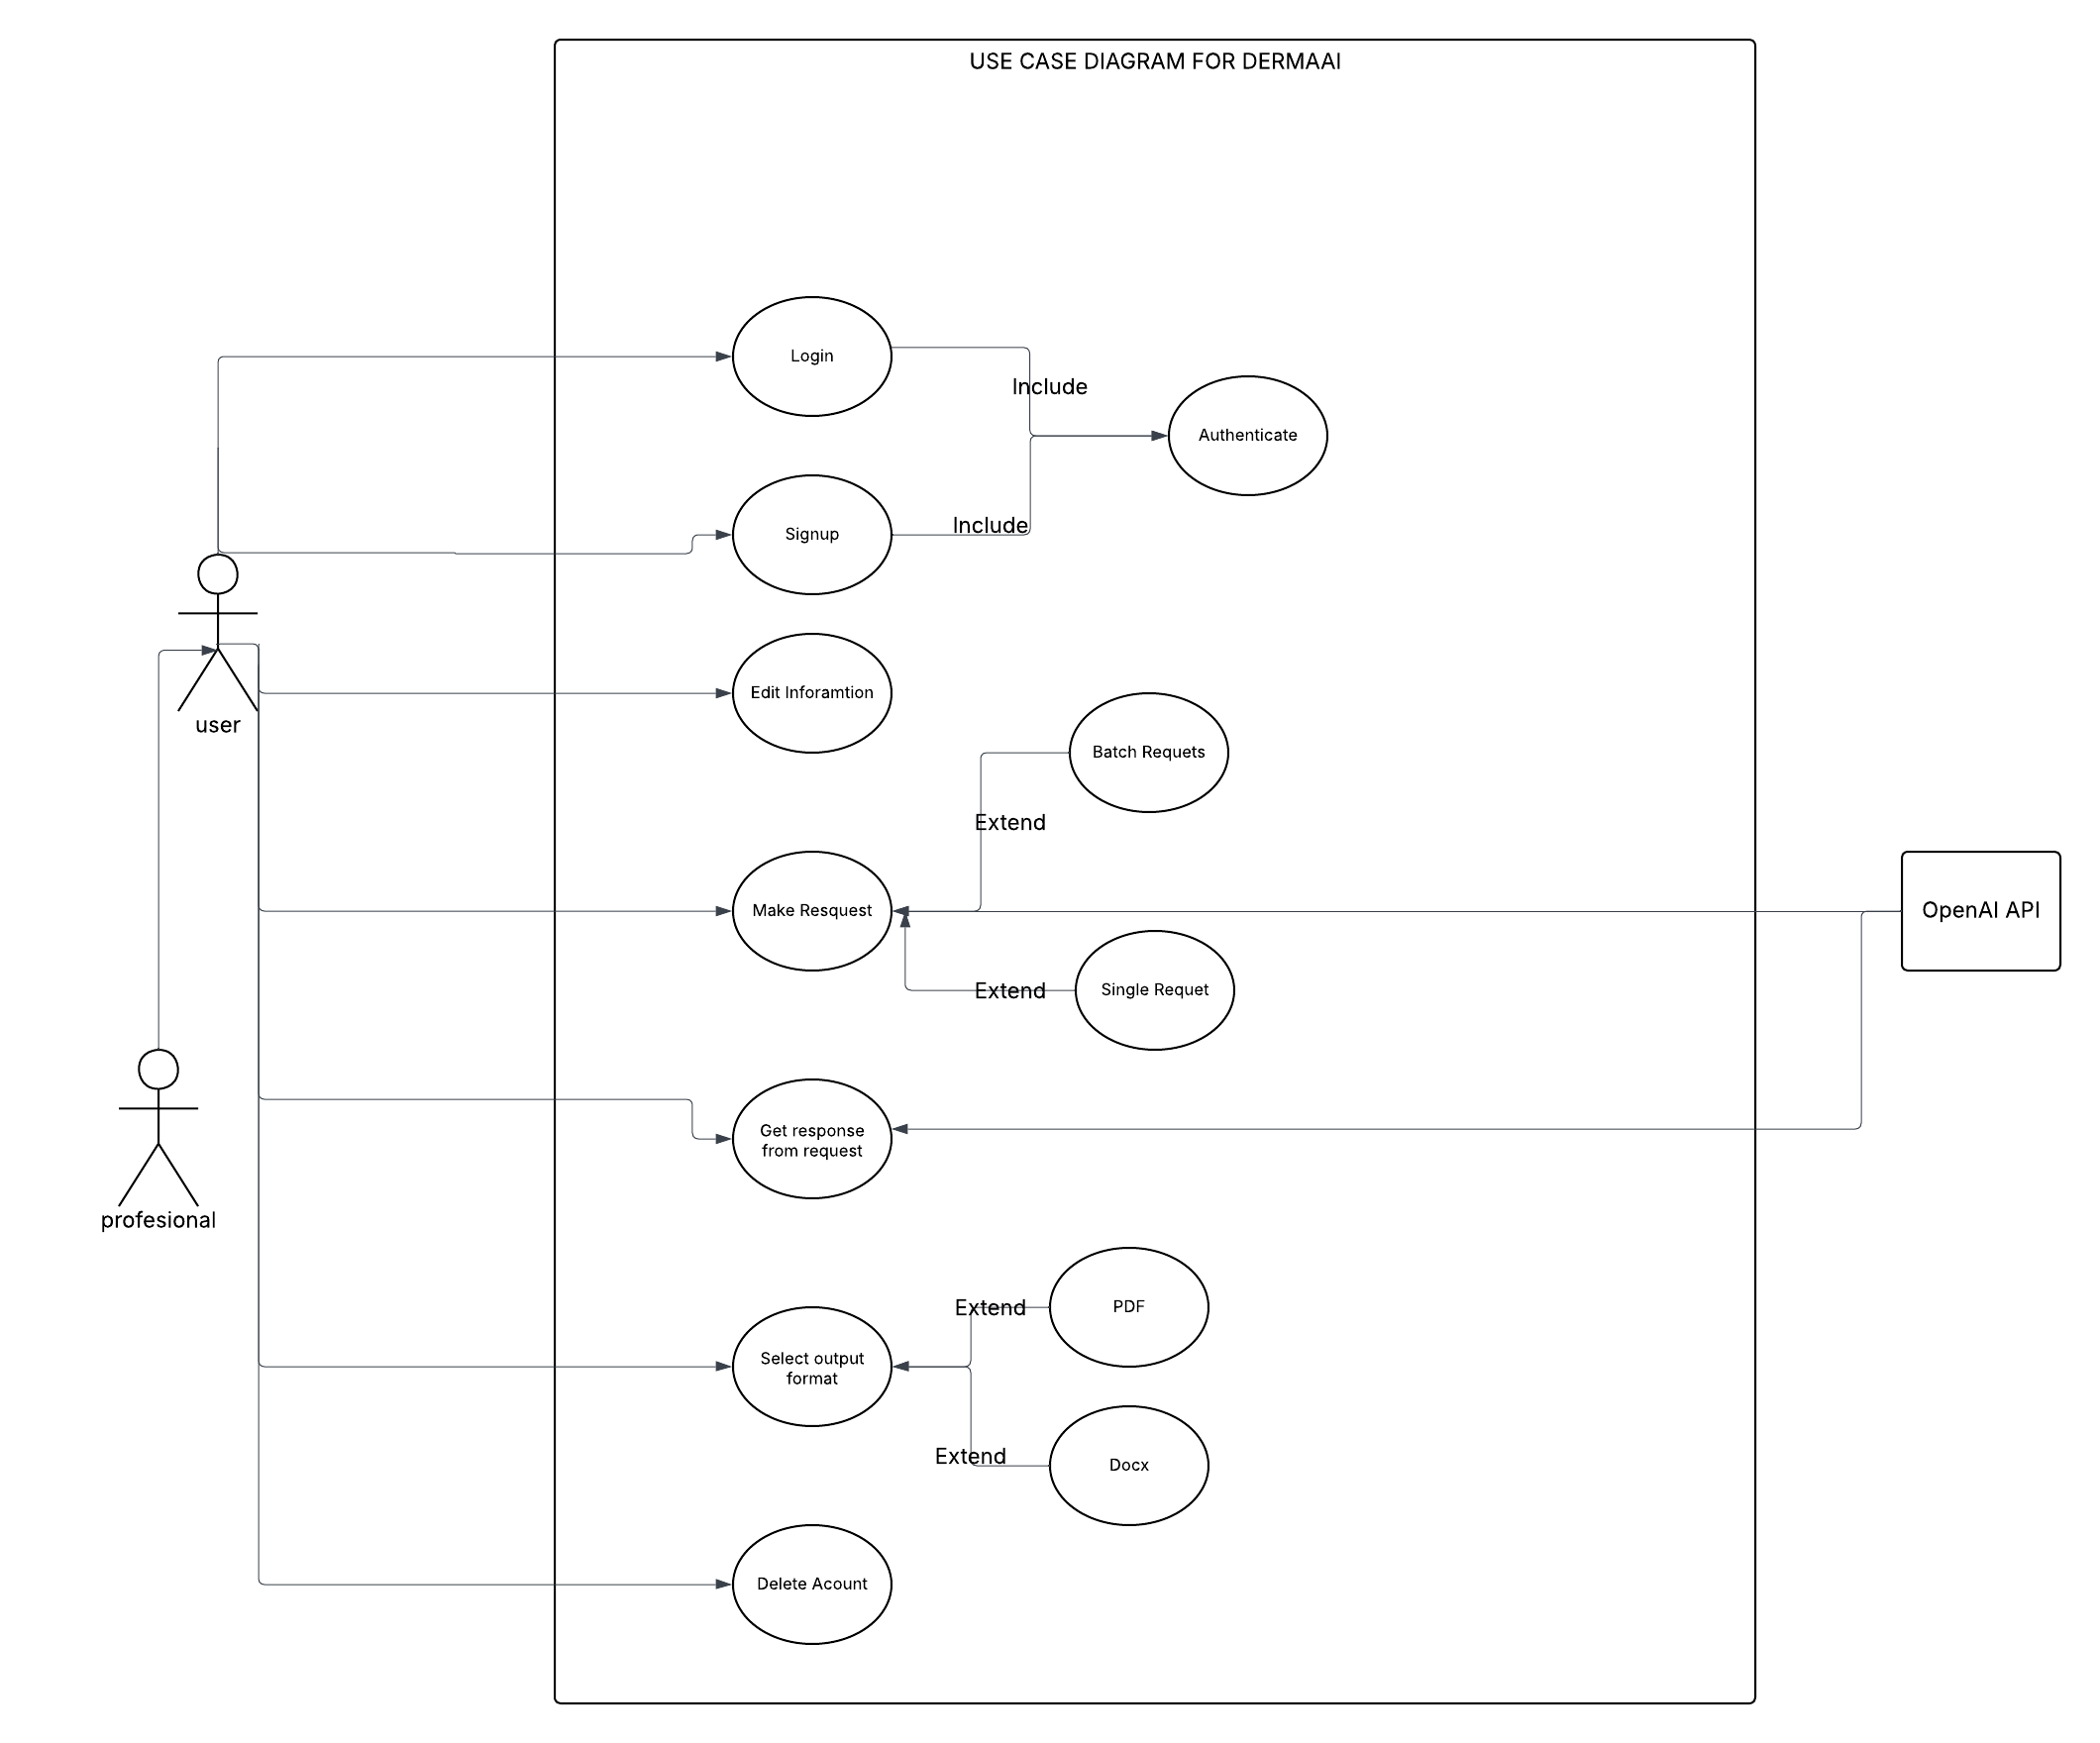 USE CASE DIAGRAM FOR DERMAAI
Login
Include
Authenticate
Signup
Include
Edit Inforamtion
user
Batch Requets
Extend
Make Resquest
OpenAI API
Extend
Single Requet
Get response
from request
profesional
Extend
PDF
Select output
format
Extend
Docx
Delete Acount